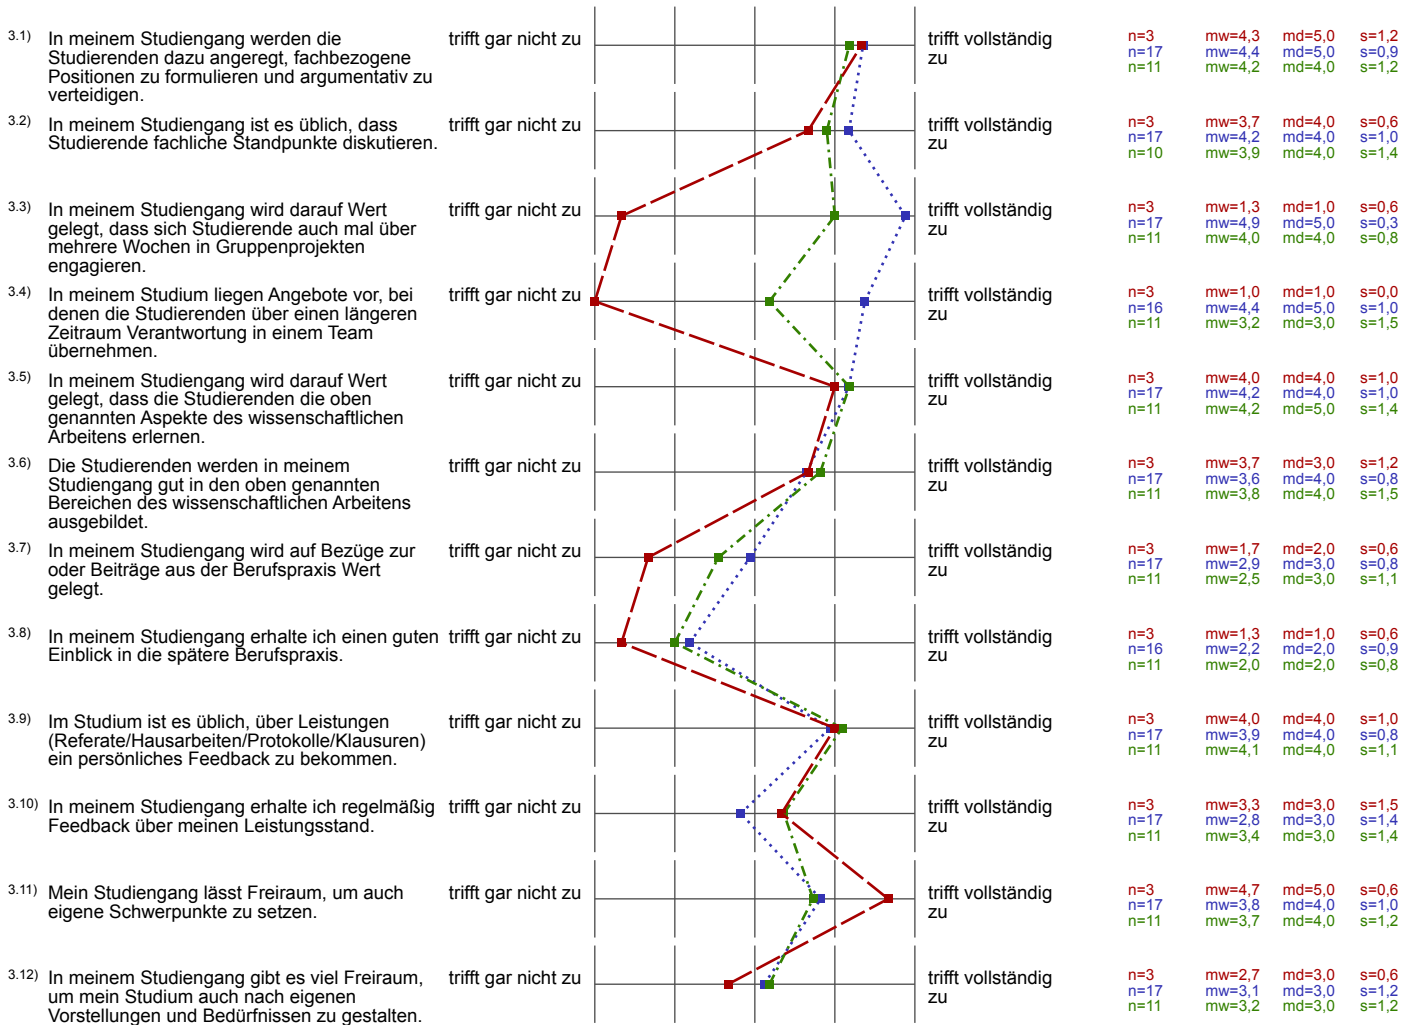 3.1) In meinem Studiengang werden die
Studierenden dazu angeregt, fachbezogene
Positionen zu formulieren und argumentativ zu
verteidigen.
trifft gar nicht zu
trifft vollständig
zu
n=3 mw=4,3 md=5,0 s=1,2
n=17 mw=4,4 md=5,0 s=0,9
n=11 mw=4,2 md=4,0 s=1,2
3.2) In meinem Studiengang ist es üblich, dass
Studierende fachliche Standpunkte diskutieren.
trifft gar nicht zu
trifft vollständig
zu
n=3 mw=3,7 md=4,0 s=0,6
n=17 mw=4,2 md=4,0 s=1,0
n=10 mw=3,9 md=4,0 s=1,4
3.3) In meinem Studiengang wird darauf Wert
gelegt, dass sich Studierende auch mal über
mehrere Wochen in Gruppenprojekten
engagieren.
trifft gar nicht zu
trifft vollständig
zu
n=3 mw=1,3 md=1,0 s=0,6
n=17 mw=4,9 md=5,0 s=0,3
n=11 mw=4,0 md=4,0 s=0,8
3.4) In meinem Studium liegen Angebote vor, bei
denen die Studierenden über einen längeren
Zeitraum Verantwortung in einem Team
übernehmen.
trifft gar nicht zu
trifft vollständig
zu
n=3 mw=1,0 md=1,0 s=0,0
n=16 mw=4,4 md=5,0 s=1,0
n=11 mw=3,2 md=3,0 s=1,5
3.5) In meinem Studiengang wird darauf Wert
gelegt, dass die Studierenden die oben
genannten Aspekte des wissenschaftlichen
Arbeitens erlernen.
trifft gar nicht zu
trifft vollständig
zu
n=3 mw=4,0 md=4,0 s=1,0
n=17 mw=4,2 md=4,0 s=1,0
n=11 mw=4,2 md=5,0 s=1,4
3.6) Die Studierenden werden in meinem
Studiengang gut in den oben genannten
Bereichen des wissenschaftlichen Arbeitens
ausgebildet.
trifft gar nicht zu
trifft vollständig
zu
n=3 mw=3,7 md=3,0 s=1,2
n=17 mw=3,6 md=4,0 s=0,8
n=11 mw=3,8 md=4,0 s=1,5
3.7) In meinem Studiengang wird auf Bezüge zur
oder Beiträge aus der Berufspraxis Wert
gelegt.
trifft gar nicht zu
trifft vollständig
zu
n=3 mw=1,7 md=2,0 s=0,6
n=17 mw=2,9 md=3,0 s=0,8
n=11 mw=2,5 md=3,0 s=1,1
3.8) In meinem Studiengang erhalte ich einen guten
Einblick in die spätere Berufspraxis.
trifft gar nicht zu
trifft vollständig
zu
n=3 mw=1,3 md=1,0 s=0,6
n=16 mw=2,2 md=2,0 s=0,9
n=11 mw=2,0 md=2,0 s=0,8
3.9) Im Studium ist es üblich, über Leistungen
(Referate/Hausarbeiten/Protokolle/Klausuren)
ein persönliches Feedback zu bekommen.
trifft gar nicht zu
trifft vollständig
zu
n=3 mw=4,0 md=4,0 s=1,0
n=17 mw=3,9 md=4,0 s=0,8
n=11 mw=4,1 md=4,0 s=1,1
3.10) In meinem Studiengang erhalte ich regelmäßig
Feedback über meinen Leistungsstand.
trifft gar nicht zu
trifft vollständig
zu
n=3 mw=3,3 md=3,0 s=1,5
n=17 mw=2,8 md=3,0 s=1,4
n=11 mw=3,4 md=3,0 s=1,4
3.11) Mein Studiengang lässt Freiraum, um auch
eigene Schwerpunkte zu setzen.
trifft gar nicht zu
trifft vollständig
zu
n=3 mw=4,7 md=5,0 s=0,6
n=17 mw=3,8 md=4,0 s=1,0
n=11 mw=3,7 md=4,0 s=1,2
3.12) In meinem Studiengang gibt es viel Freiraum,
um mein Studium auch nach eigenen
Vorstellungen und Bedürfnissen zu gestalten.
trifft gar nicht zu
trifft vollständig
zu
n=3 mw=2,7 md=3,0 s=0,6
n=17 mw=3,1 md=3,0 s=1,2
n=11 mw=3,2 md=3,0 s=1,2